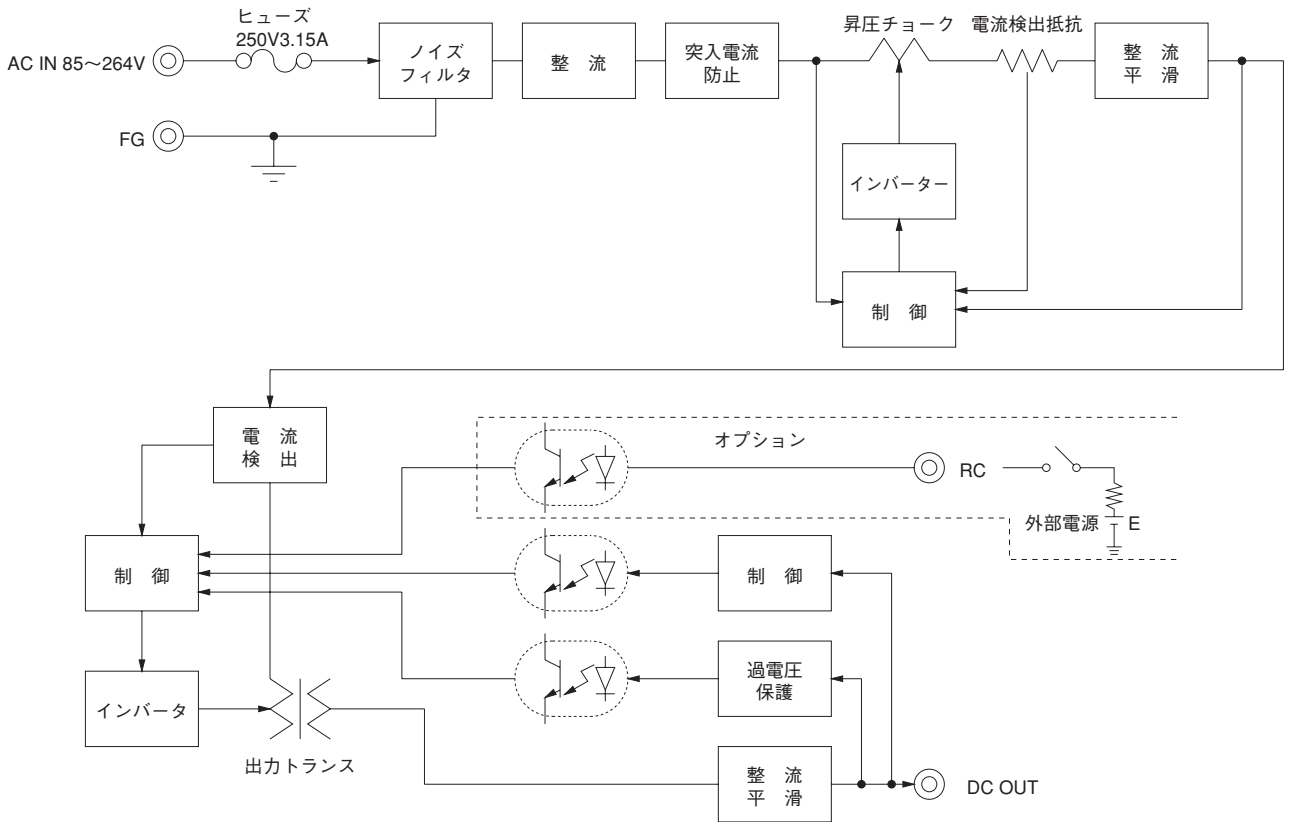 ヒューズ
250V3.15A
AC IN 85～264V
ノイズ
フィルタ
整 流
突入電流
防止
昇圧チョーク
電流検出抵抗
整 流
平 滑
FG
インバーター
制 御
電 流
検 出
オプション
RC
外部電源
E
制 御
制 御
過電圧
保護
インバータ
出力トランス
整 流
平 滑
DC OUT